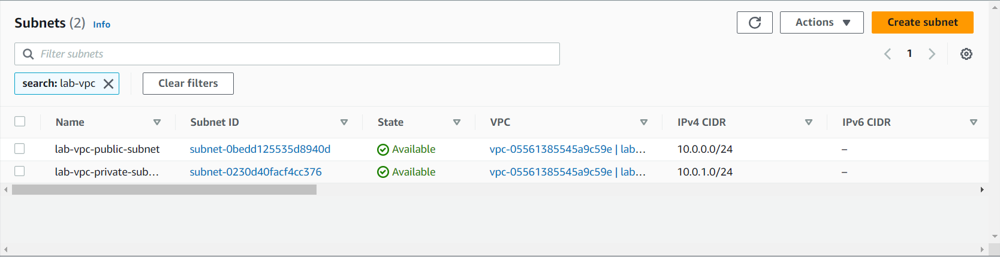 Subnets (2) Info
Actions
Create subnet
Filter subnets
1
search: lab-vpc
Clear filters
Name Subnet ID State VPC IPv4 CIDR IPv6 CIDR
lab-vpc-public-subnet subnet-0bedd125535d8940d Available vpc-05561385545a9c59e | lab... 10.0.0.0/24 –
lab-vpc-private-sub... subnet-0230d40facf4cc376 Available vpc-05561385545a9c59e | lab... 10.0.1.0/24 –